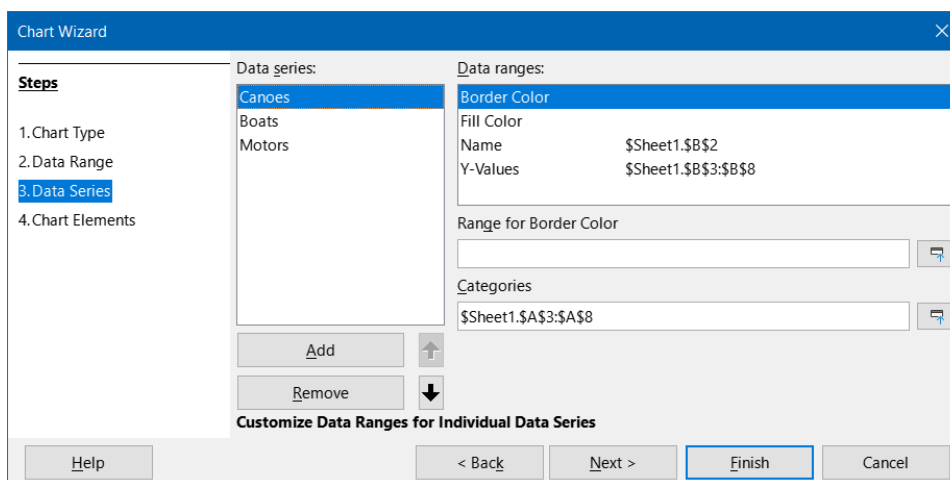 Chart Wizard
Steps
1. Chart Type
2. Data Range
3. Data Series
4. Chart Elements
Data series:
Canoes
Boats
Motors
Add
Remove
Data ranges:
Border Color
Fill Color
Name $Sheet1.$B$2
Y-Values $Sheet1.$B$3:$B$8
Range for Border Color
Categories
$Sheet1.$A$3:$A$8
Customize Data Ranges for Individual Data Series
Help
< Back
Next >
Finish
Cancel